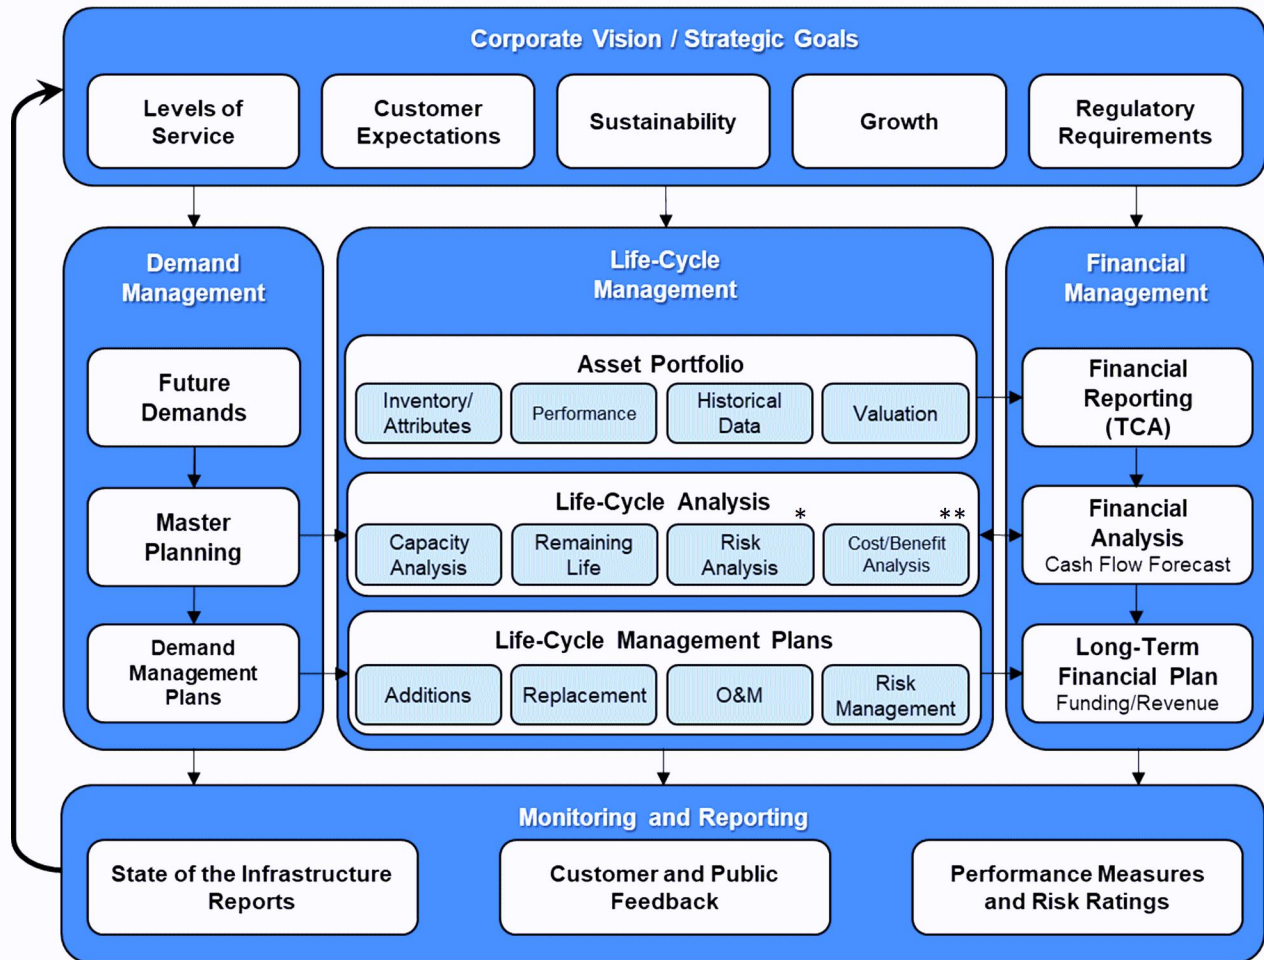 Corporate Vision / Strategic Goals
Levels of
Service
Customer
Expectations
Sustainability
Growth
Regulatory
Requirements
Demand
Management
Future
Demands
Master
Planning
Demand
Management
Plans
Life-Cycle
Management
Asset Portfolio
Inventory/
Attributes
Performance
Historical
Data
Valuation
Life-Cycle Analysis
*
**
Capacity
Analysis
Remaining
Life
Risk
Analysis
Cost/Benefit
Analysis
Life-Cycle Management Plans
Additions
Replacement
O&M
Risk
Management
Financial
Management
Financial
Reporting
(TCA)
Financial
Analysis
Cash Flow Forecast
Long-Term
Financial Plan
Funding/Revenue
Monitoring and Reporting
State of the Infrastructure
Reports
Customer and Public
Feedback
Performance Measures
and Risk Ratings